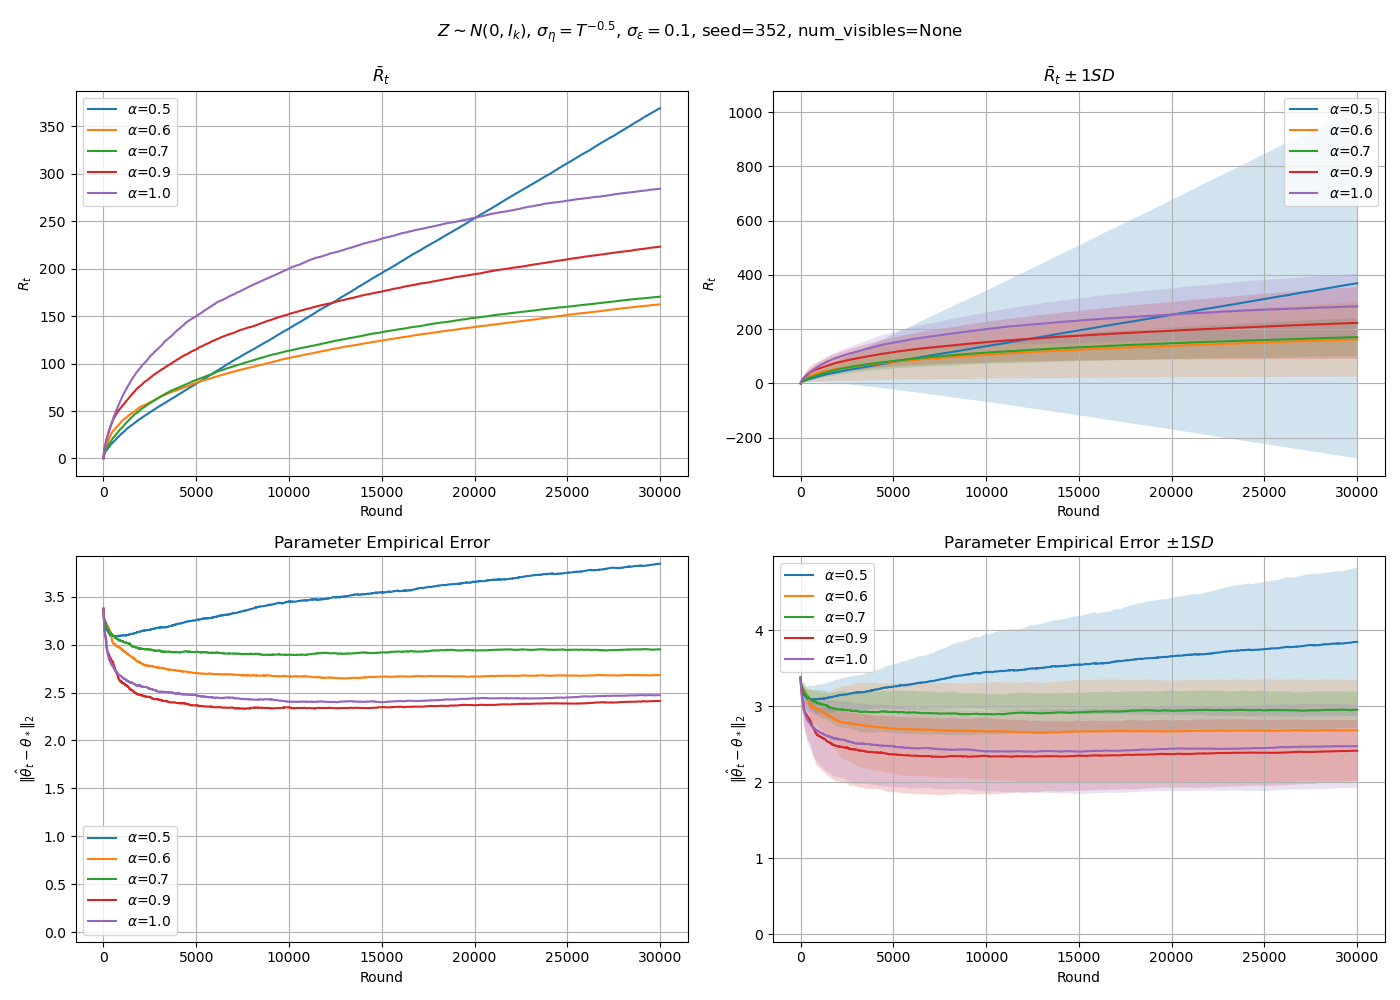 Z ∼ N(0, I_k), σ_η = T^{−0.5}, σ_ε = 0.1, seed=352, num_visibles=None
R̄_t
R_t
350
300
250
200
150
100
50
0
α=0.5
α=0.6
α=0.7
α=0.9
α=1.0
0 5000 10000 15000 20000 25000 30000
Round
R̄_t ± 1SD
R_t
1000
800
600
400
200
0
−200
α=0.5
α=0.6
α=0.7
α=0.9
α=1.0
0 5000 10000 15000 20000 25000 30000
Round
Parameter Empirical Error
‖θ̂_t − θ_*‖_2
3.5
3.0
2.5
2.0
1.5
1.0
0.5
0.0
α=0.5
α=0.6
α=0.7
α=0.9
α=1.0
0 5000 10000 15000 20000 25000 30000
Round
Parameter Empirical Error ±1SD
‖θ̂_t − θ_*‖_2
4
3
2
1
0
α=0.5
α=0.6
α=0.7
α=0.9
α=1.0
0 5000 10000 15000 20000 25000 30000
Round